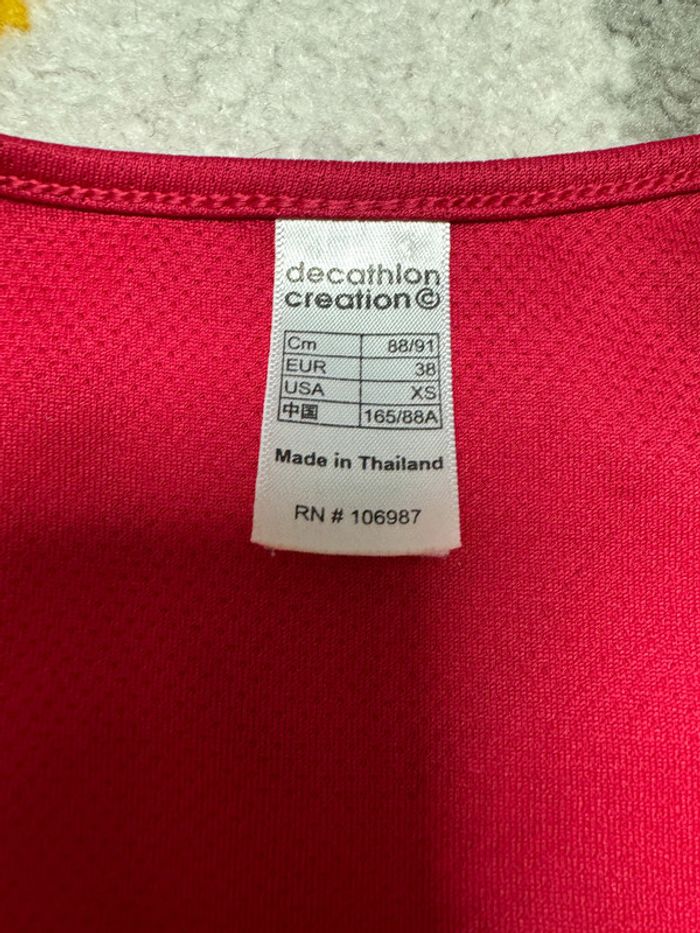 decathlon
creation©
Cm 88/91
EUR 38
USA XS
中国 165/88A
Made in Thailand
RN # 106987